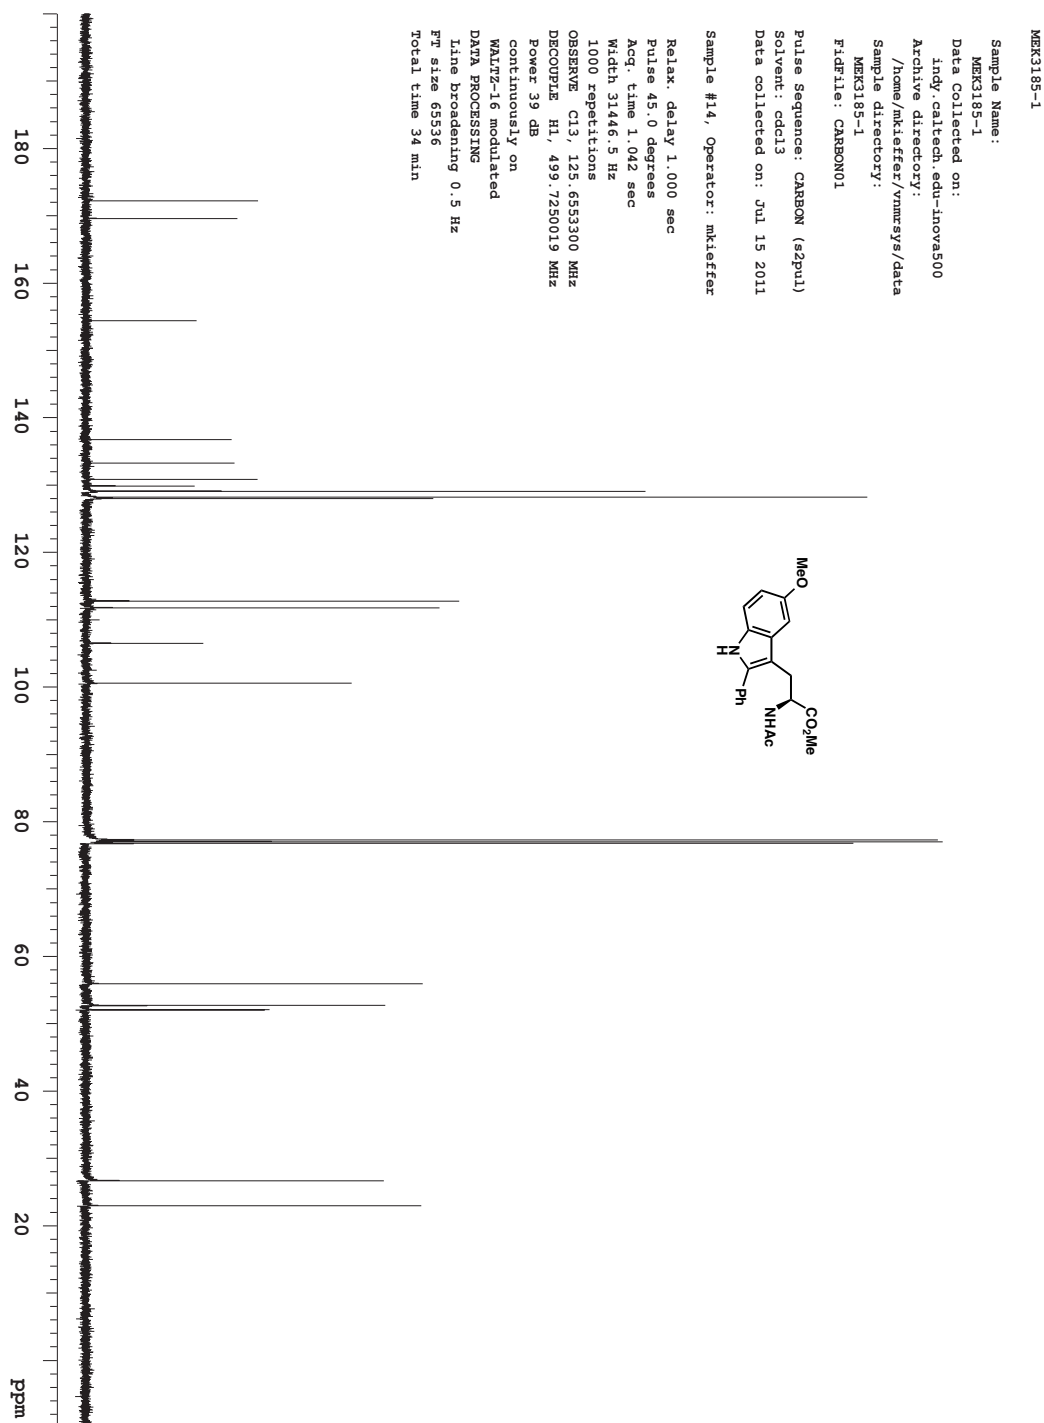 MEK3185-1
Sample Name:
MEK3185-1
Data Collected on:
indy.caltech.edu-inova500
Archive directory:
/home/mkieffer/vnmrsys/data
Sample directory:
MEK3185-1
FidFile: CARBON01
Pulse Sequence: CARBON (s2pul)
Solvent: cdcl3
Data collected on: Jul 15 2011
Sample #14, Operator: mkieffer
Relax. delay 1.000 sec
Pulse 45.0 degrees
Acq. time 1.042 sec
Width 31446.5 Hz
1000 repetitions
OBSERVE C13, 125.6553300 MHz
DECOUPLE H1, 499.7250019 MHz
Power 39 dB
continuously on
WALTZ-16 modulated
DATA PROCESSING
Line broadening 0.5 Hz
FT size 65536
Total time 34 min
MeO
CO2Me
NHAc
Ph
N
H
180 160 140 120 100 80 60 40 20 ppm